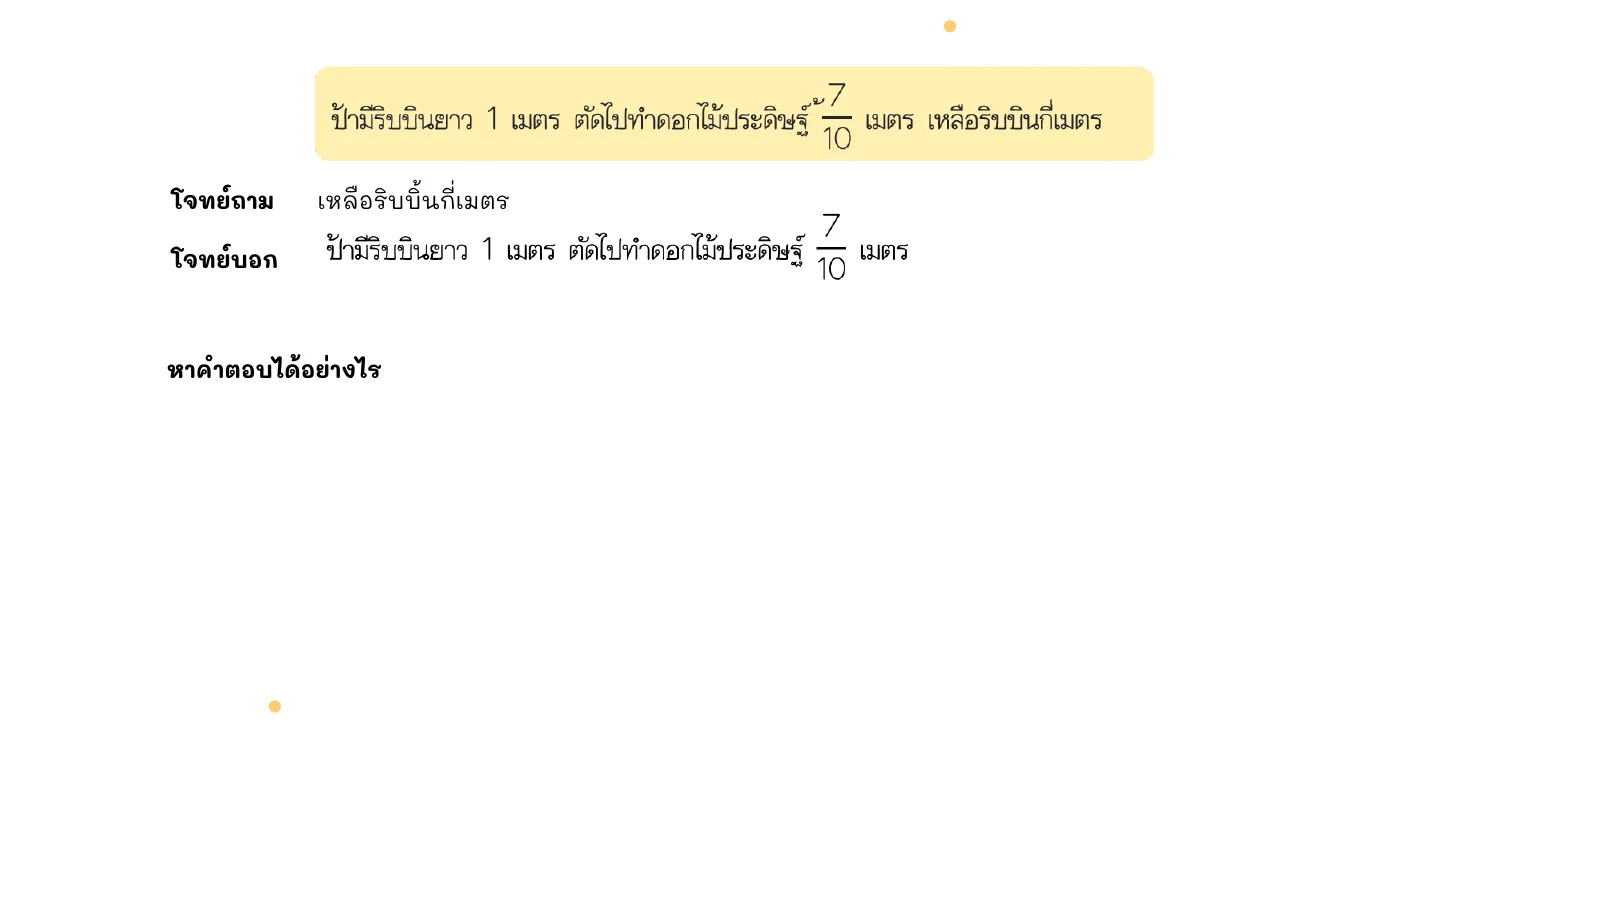 ป้ามีริบบินยาว 1 เมตร ตัดไปทำดอกไม้ประดิษฐ์ ้ 7/10 เมตร เหลือริบบินกี่เมตร
โจทย์ถาม เหลือริบบิ้นกี่เมตร
โจทย์บอก ป้ามีริบบินยาว 1 เมตร ตัดไปทำดอกไม้ประดิษฐ์ 7/10 เมตร
หาคำตอบได้อย่างไร